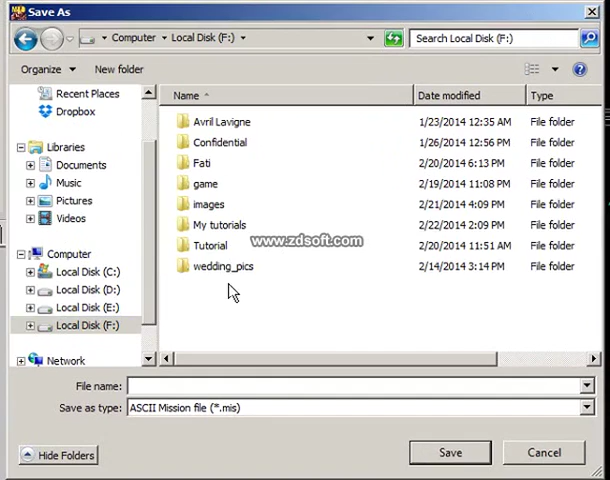 Save As
Computer Local Disk (F:)
Search Local Disk (F:)
Organize New folder
Recent Places
Dropbox
Libraries
Documents
Music
Pictures
Videos
Computer
Local Disk (C:)
Local Disk (D:)
Local Disk (E:)
Local Disk (F:)
Network
Name Date modified Type
Avril Lavigne 1/23/2014 12:35 AM File folder
Confidential 1/26/2014 12:56 PM File folder
Fati 2/20/2014 6:13 PM File folder
game 2/19/2014 11:08 PM File folder
images 2/21/2014 4:09 PM File folder
My tutorials 2/22/2014 2:09 PM File folder
www.zdsoft.com
Tutorial 2/20/2014 11:51 AM File folder
wedding_pics 2/14/2014 3:14 PM File folder
File name:
Save as type: ASCII Mission file (*.mis)
Hide Folders Save Cancel